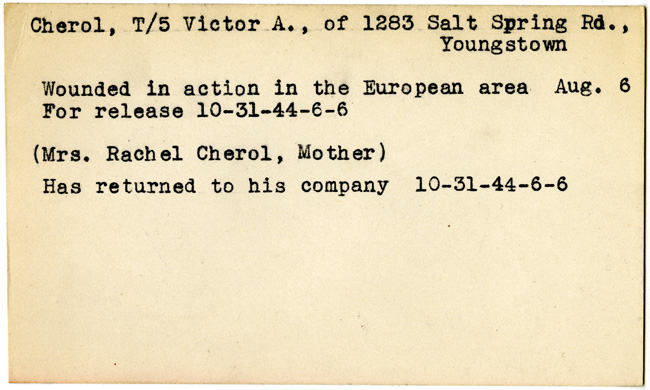 Cherol, T/5 Victor A., of 1283 Salt Spring Rd.,
Youngstown
Wounded in action in the European area Aug. 6
For release 10-31-44-6-6
(Mrs. Rachel Cherol, Mother)
Has returned to his company 10-31-44-6-6